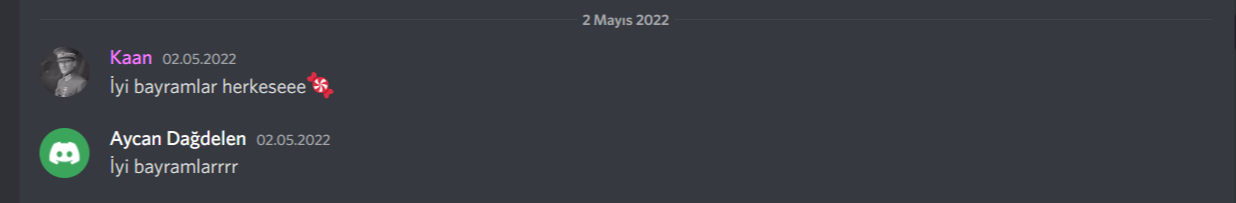 2 Mayıs 2022
Kaan 02.05.2022
İyi bayramlar herkeseee
Aycan Dağdelen 02.05.2022
İyi bayramlarrrr